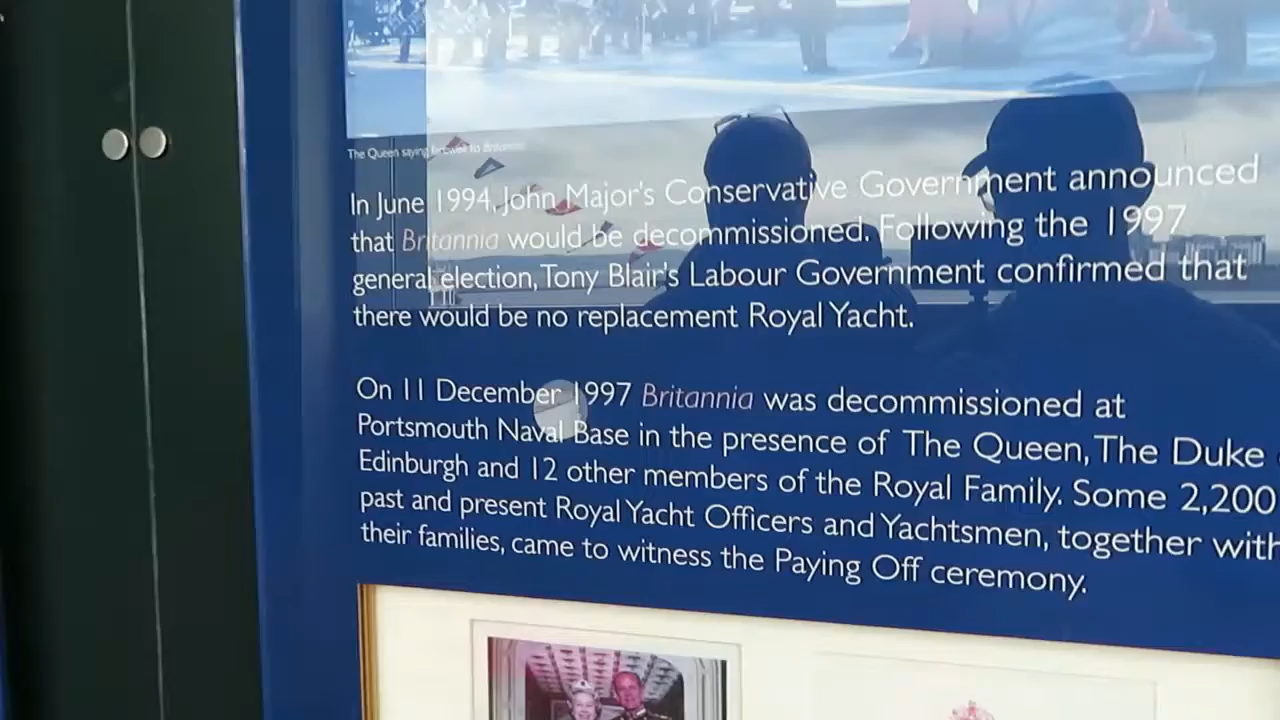 The Queen saying farewell to Britannia
In June 1994, John Major's Conservative Government announced
that Britannia would be decommissioned. Following the 1997
general election, Tony Blair's Labour Government confirmed that
there would be no replacement Royal Yacht.
On 11 December 1997 Britannia was decommissioned at
Portsmouth Naval Base in the presence of The Queen, The Duke
Edinburgh and 12 other members of the Royal Family. Some 2,200
past and present Royal Yacht Officers and Yachtsmen, together with
their families, came to witness the Paying Off ceremony.